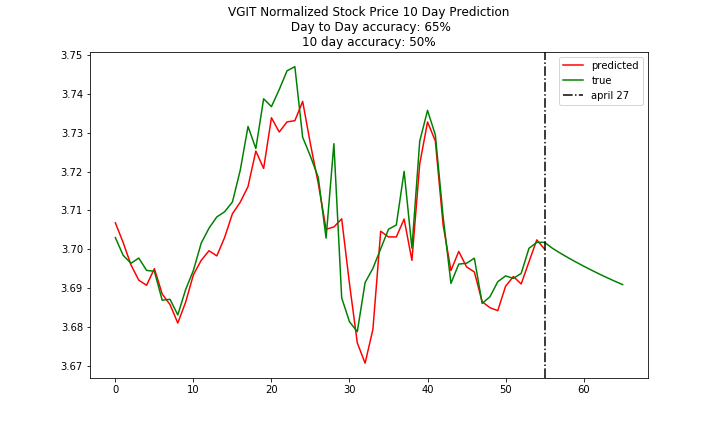 VGIT Normalized Stock Price 10 Day Prediction
Day to Day accuracy: 65%
10 day accuracy: 50%
3.75
3.74
3.73
3.72
3.71
3.70
3.69
3.68
3.67
predicted
true
april 27
0
10
20
30
40
50
60